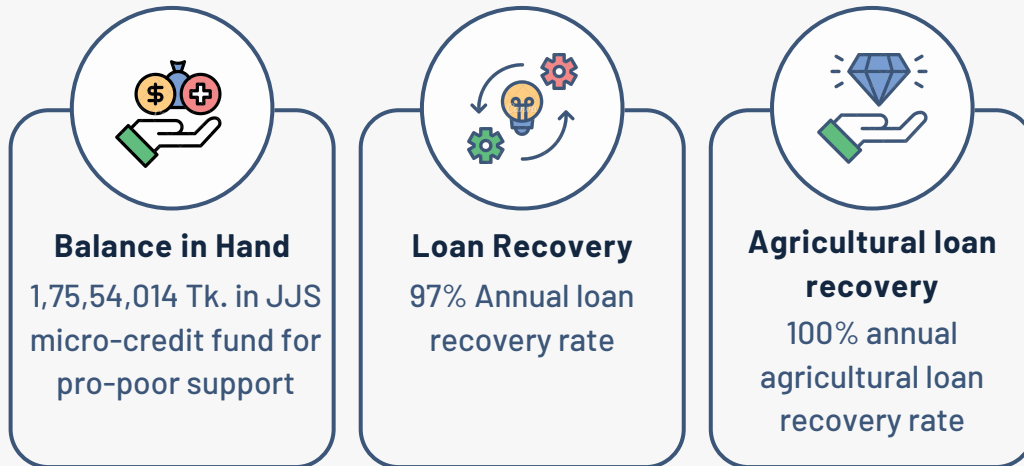 Balance in Hand
1,75,54,014 Tk. in JJS
micro-credit fund for
pro-poor support
Loan Recovery
97% Annual loan
recovery rate
Agricultural loan
recovery
100% annual
agricultural loan
recovery rate